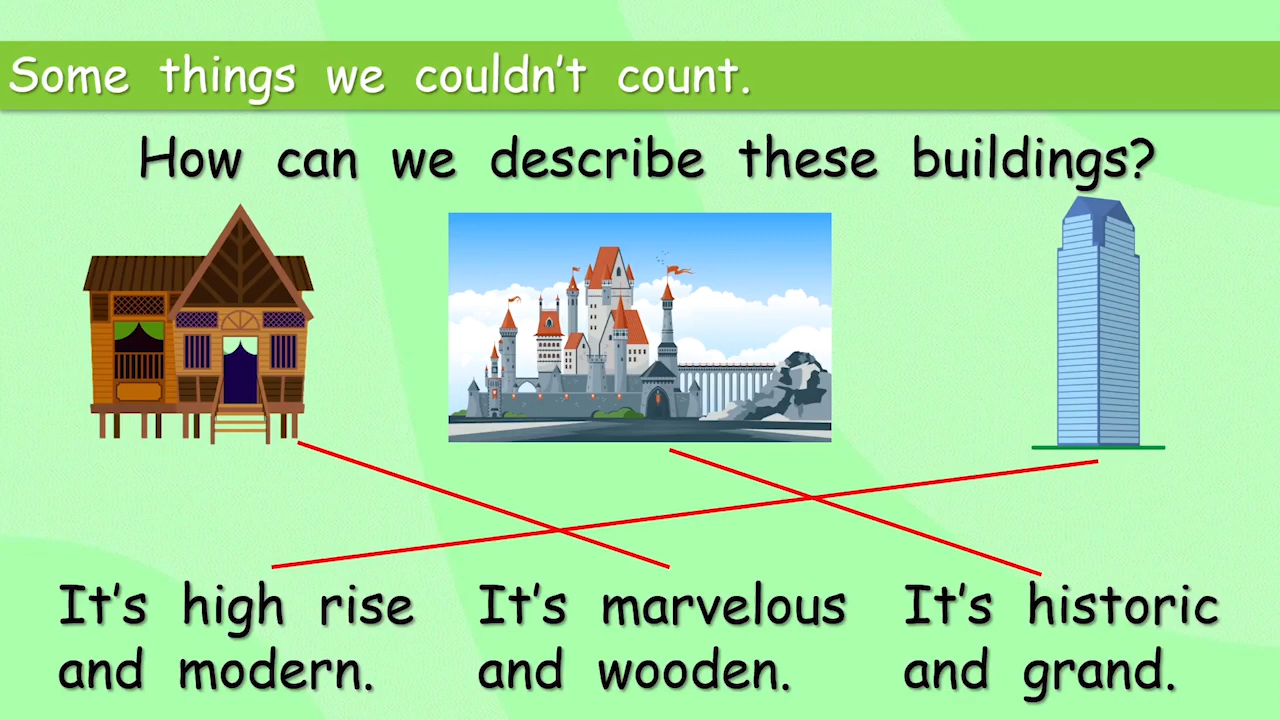 Some things we couldn't count.
How can we describe these buildings?
It's high rise
and modern.
It's marvelous
and wooden.
It's historic
and grand.